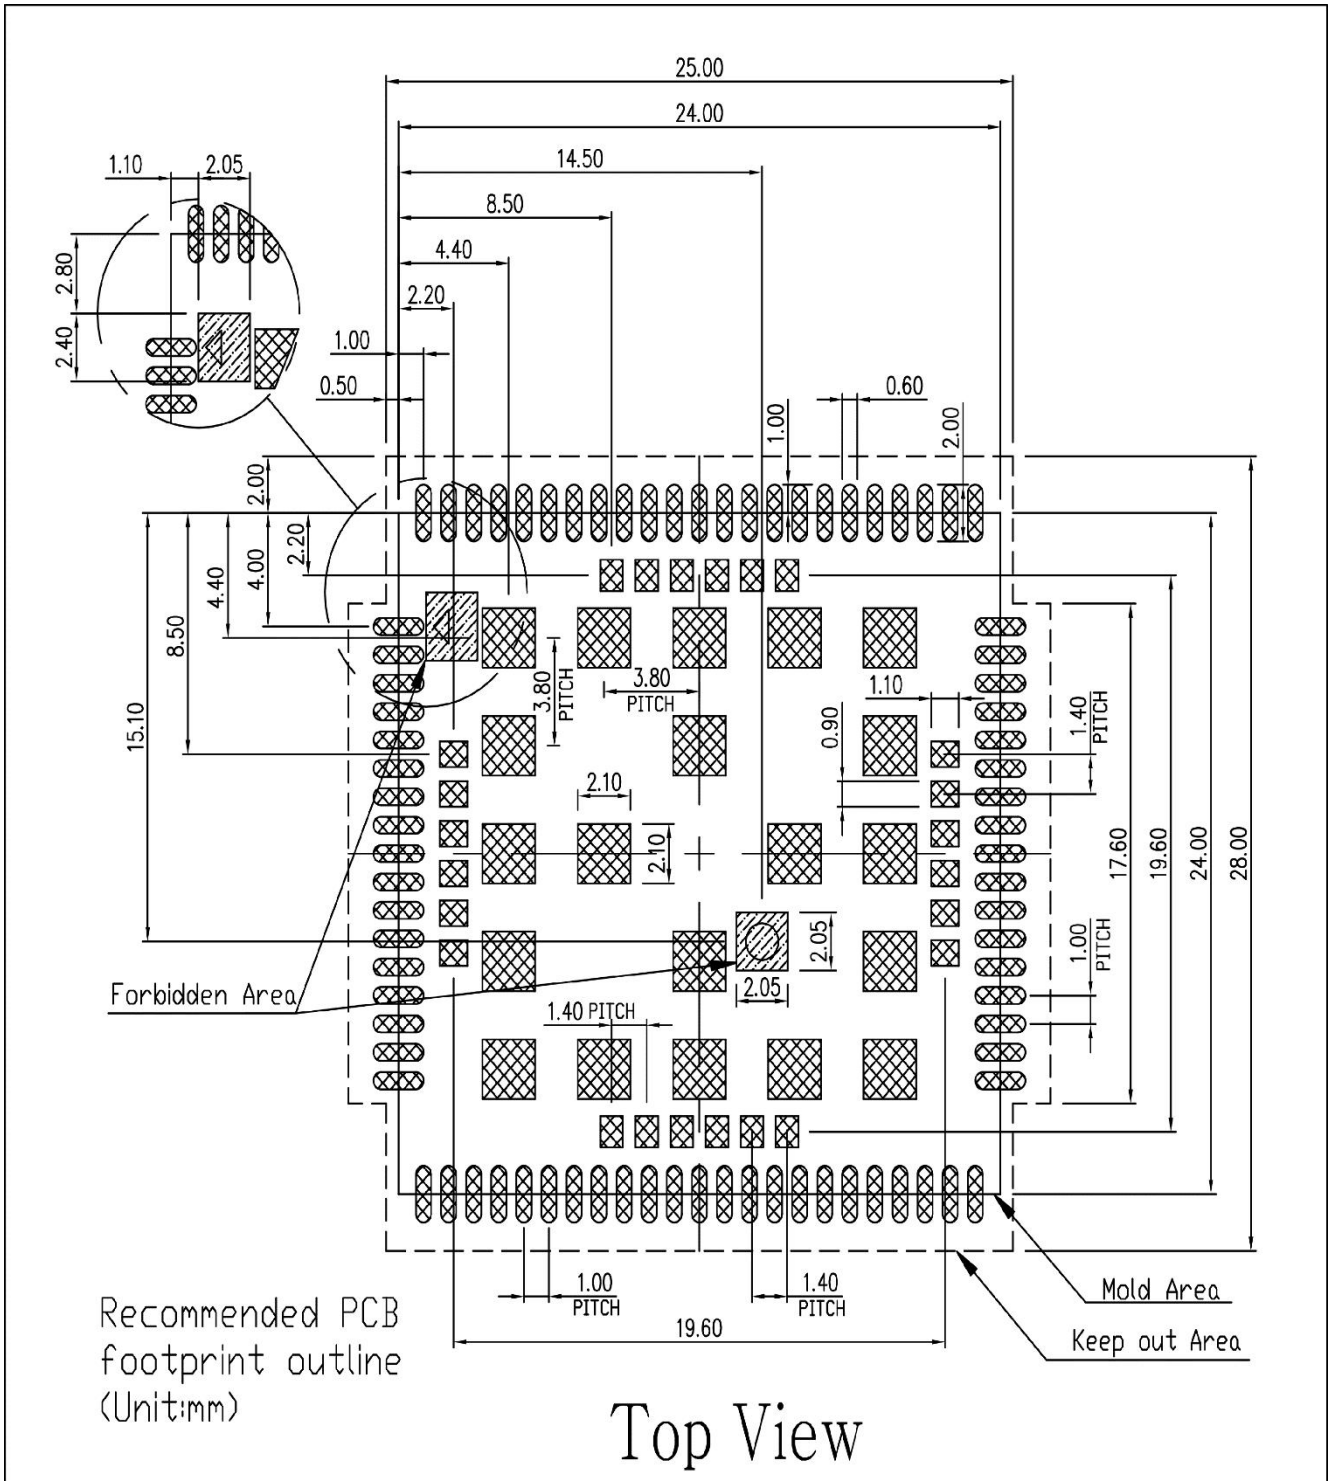 25.00
24.00
14.50
1.10
2.05
8.50
4.40
2.80
2.20
2.40
1.00
0.50
0.60
1.00
2.00
2.00
2.20
4.00
4.40
8.50
15.10
3.80
PITCH
3.80
PITCH
1.10
1.40
PITCH
0.90
2.10
2.10
17.60
19.60
24.00
28.00
2.05
2.05
1.00
PITCH
Forbidden Area
1.40 PITCH
1.00
PITCH
1.40
PITCH
19.60
Mold Area
Keep out Area
Recommended PCB
footprint outline
(Unit:mm)
Top View